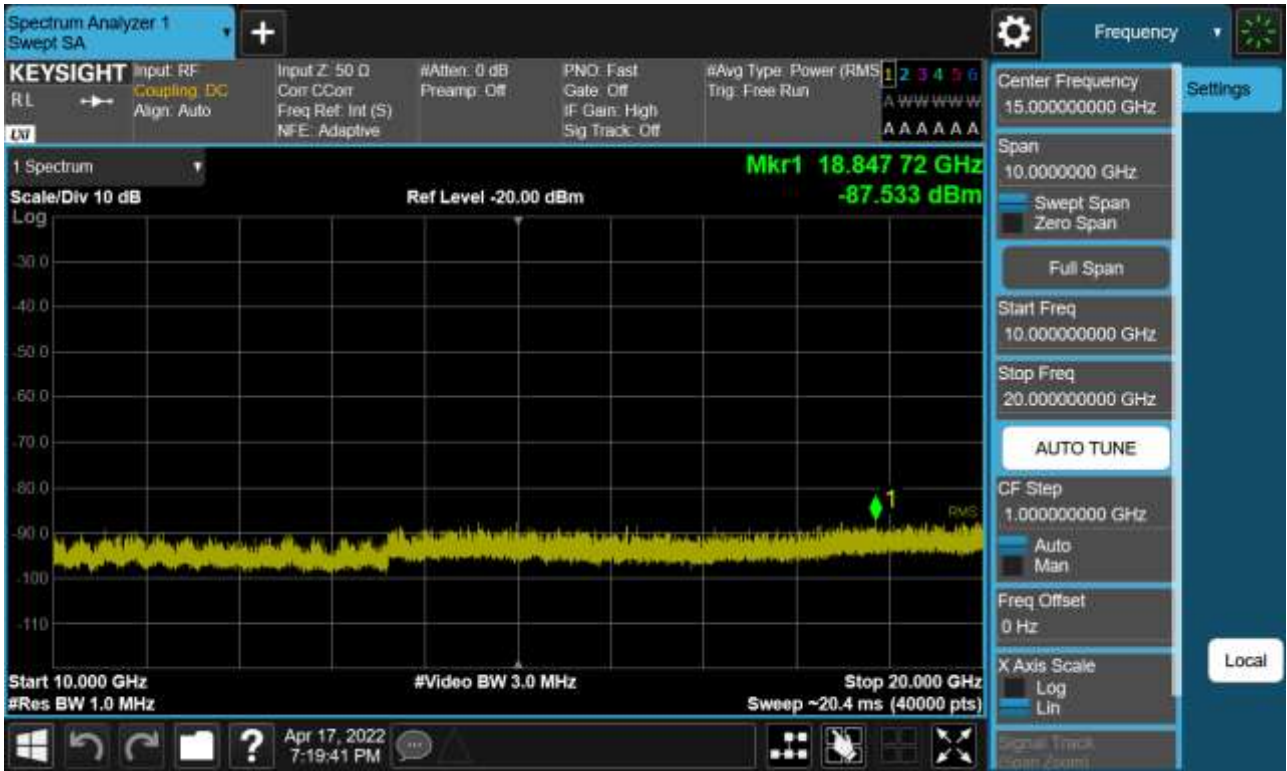 Spectrum Analyzer 1
Swept SA
+
Frequency
KEYSIGHT
RL
LXI
Input: RF
Coupling: DC
Align: Auto
Input Z: 50 Ω
Corr CCorr
Freq Ref: Int (S)
NFE: Adaptive
#Atten: 0 dB
Preamp: Off
PNO: Fast
Gate: Off
IF Gain: High
Sig Track: Off
#Avg Type: Power (RMS
Trig: Free Run
1 2 3 4 5 6
A W W W W W
A A A A A A
1 Spectrum
Scale/Div 10 dB
Ref Level -20.00 dBm
Mkr1 18.847 72 GHz
-87.533 dBm
Log
-30.0
-40.0
-50.0
-60.0
-70.0
-80.0
-90.0
-100
-110
1
RMS
Start 10.000 GHz
#Video BW 3.0 MHz
Stop 20.000 GHz
#Res BW 1.0 MHz
Sweep ~20.4 ms (40000 pts)
?
Apr 17, 2022
7:19:41 PM
Center Frequency
15.000000000 GHz
Span
10.0000000 GHz
Swept Span
Zero Span
Full Span
Start Freq
10.000000000 GHz
Stop Freq
20.000000000 GHz
AUTO TUNE
CF Step
1.000000000 GHz
Auto
Man
Freq Offset
0 Hz
X Axis Scale
Log
Lin
Signal Track
(Span Zoom)
Settings
Local